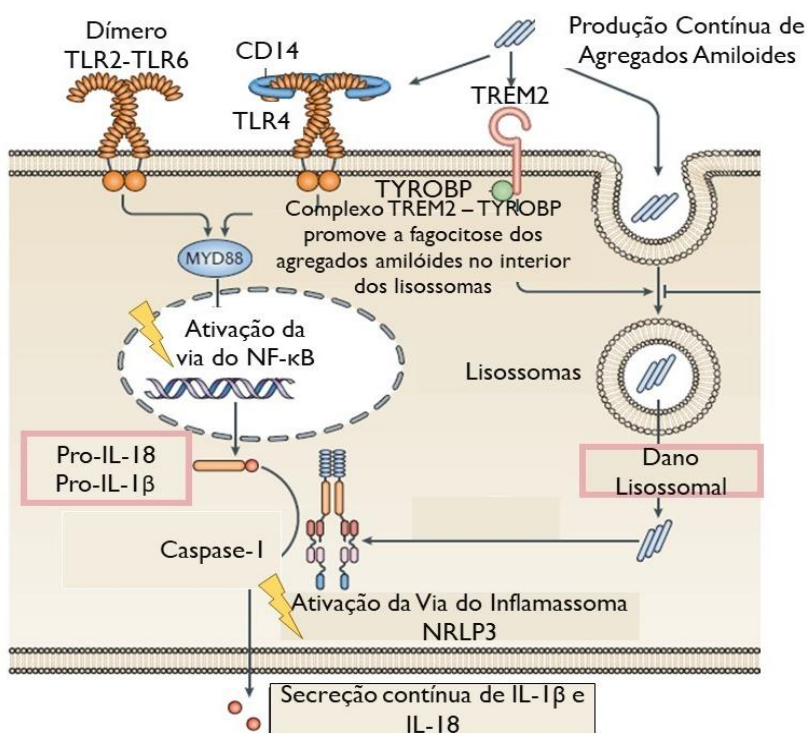 Dímero
TLR2-TLR6
CD14
TLR4
TREM2
Produção Contínua de
Agregados Amiloides
TYROBP
Complexo TREM2 – TYROBP
promove a fagocitose dos
agregados amilóides no interior
dos lisossomas
MYD88
Ativação da
via do NF-κB
Lisossomas
Pro-IL-18
Pro-IL-1β
Dano
Lisossomal
Caspase-1
Ativação da Via do Inflamassoma
NRLP3
Secreção contínua de IL-1β e
IL-18